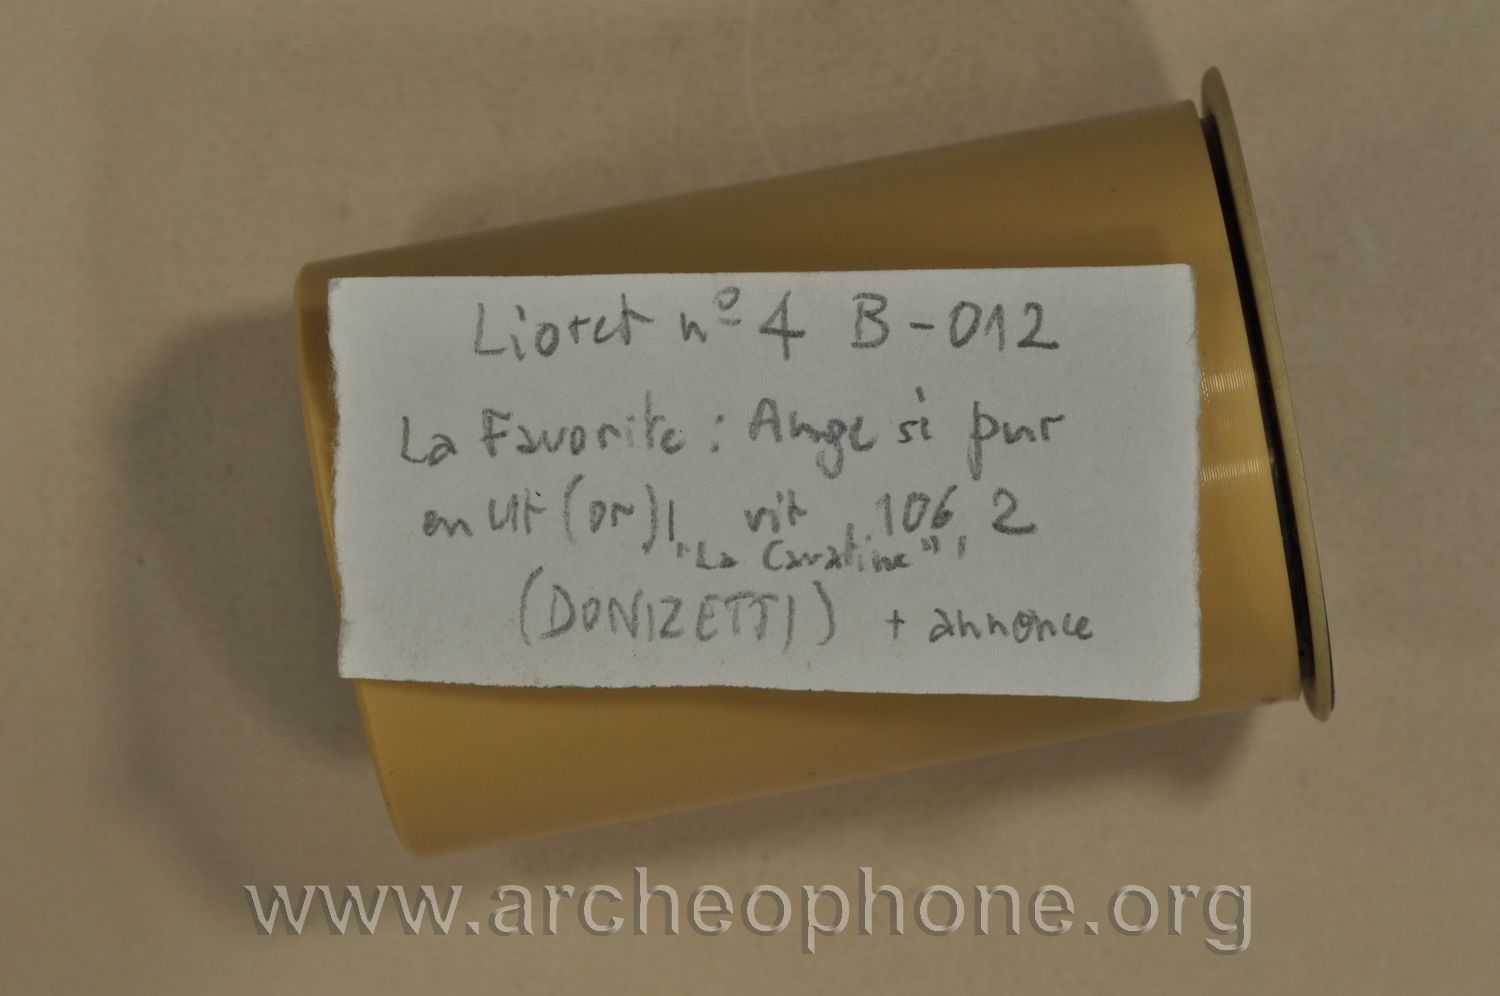 Lioret nº 4 B-012
La Favorite : Ange si pur
en Ut (or), vit 106, 2
"La Cavatine"
(DONIZETTI) + annonce
www.archeophone.org